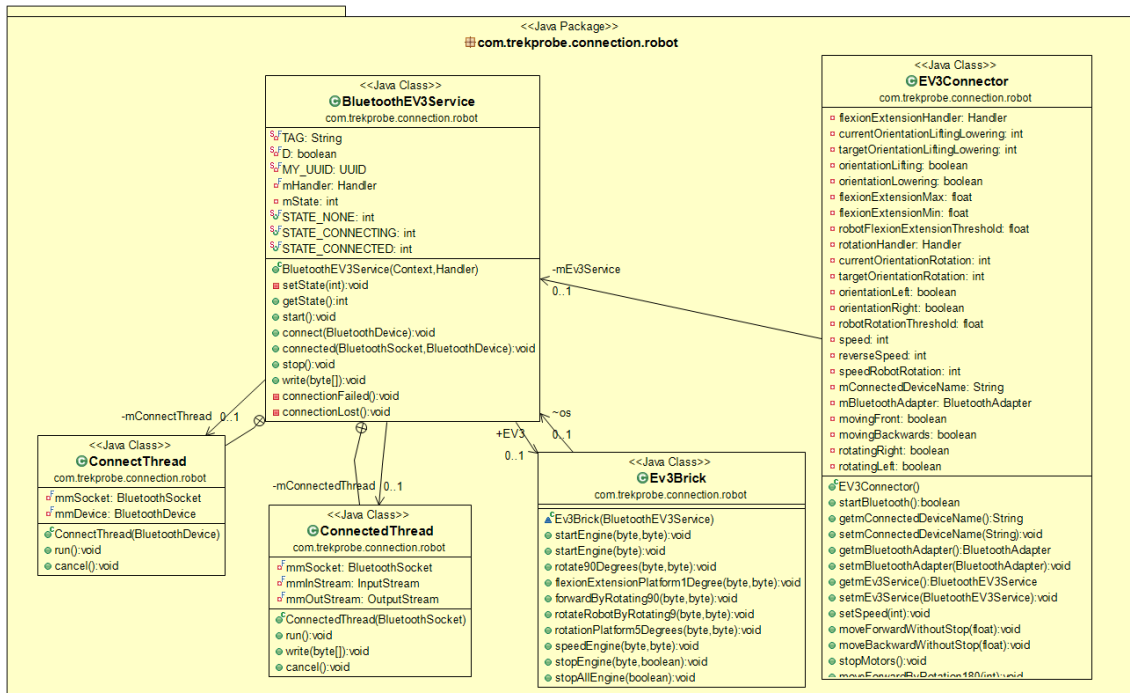 <<Java Package>>
com.trekprobe.connection.robot
<<Java Class>>
BluetoothEV3Service
com.trekprobe.connection.robot
TAG: String
D: boolean
MY_UUID: UUID
mHandler: Handler
mState: int
STATE_NONE: int
STATE_CONNECTING: int
STATE_CONNECTED: int
BluetoothEV3Service(Context,Handler)
setState(int):void
getState():int
start():void
connect(BluetoothDevice):void
connected(BluetoothSocket,BluetoothDevice):void
stop():void
write(byte[]):void
connectionFailed():void
connectionLost():void
<<Java Class>>
EV3Connector
com.trekprobe.connection.robot
flexionExtensionHandler: Handler
currentOrientationLiftingLowering: int
targetOrientationLiftingLowering: int
orientationLifting: boolean
orientationLowering: boolean
flexionExtensionMax: float
flexionExtensionMin: float
robotFlexionExtensionThreshold: float
rotationHandler: Handler
currentOrientationRotation: int
targetOrientationRotation: int
orientationLeft: boolean
orientationRight: boolean
robotRotationThreshold: float
speed: int
reverseSpeed: int
speedRobotRotation: int
mConnectedDeviceName: String
mBluetoothAdapter: BluetoothAdapter
movingFront: boolean
movingBackwards: boolean
rotatingRight: boolean
rotatingLeft: boolean
EV3Connector()
startBluetooth():boolean
getmConnectedDeviceName():String
setmConnectedDeviceName(String):void
getmBluetoothAdapter():BluetoothAdapter
setmBluetoothAdapter(BluetoothAdapter):void
getmEv3Service():BluetoothEV3Service
setmEv3Service(BluetoothEV3Service):void
setSpeed(int):void
moveForwardWithoutStop(float):void
moveBackwardWithoutStop(float):void
stopMotors():void
moveForwardByRotation180(int):void
-mEv3Service
0..1
-mConnectThread 0..1
-mConnectedThread 0..1
+EV3
0..1
~os
0..1
<<Java Class>>
ConnectThread
com.trekprobe.connection.robot
mmSocket: BluetoothSocket
mmDevice: BluetoothDevice
ConnectThread(BluetoothDevice)
run():void
cancel():void
<<Java Class>>
ConnectedThread
com.trekprobe.connection.robot
mmSocket: BluetoothSocket
mmInStream: InputStream
mmOutStream: OutputStream
ConnectedThread(BluetoothSocket)
run():void
write(byte[]):void
cancel():void
<<Java Class>>
Ev3Brick
com.trekprobe.connection.robot
Ev3Brick(BluetoothEV3Service)
startEngine(byte,byte):void
startEngine(byte):void
rotate90Degrees(byte,byte):void
flexionExtensionPlatform1Degree(byte,byte):void
forwardByRotating90(byte,byte):void
rotateRobotByRotating9(byte,byte):void
rotationPlatform5Degrees(byte,byte):void
speedEngine(byte,byte):void
stopEngine(byte,boolean):void
stopAllEngine(boolean):void